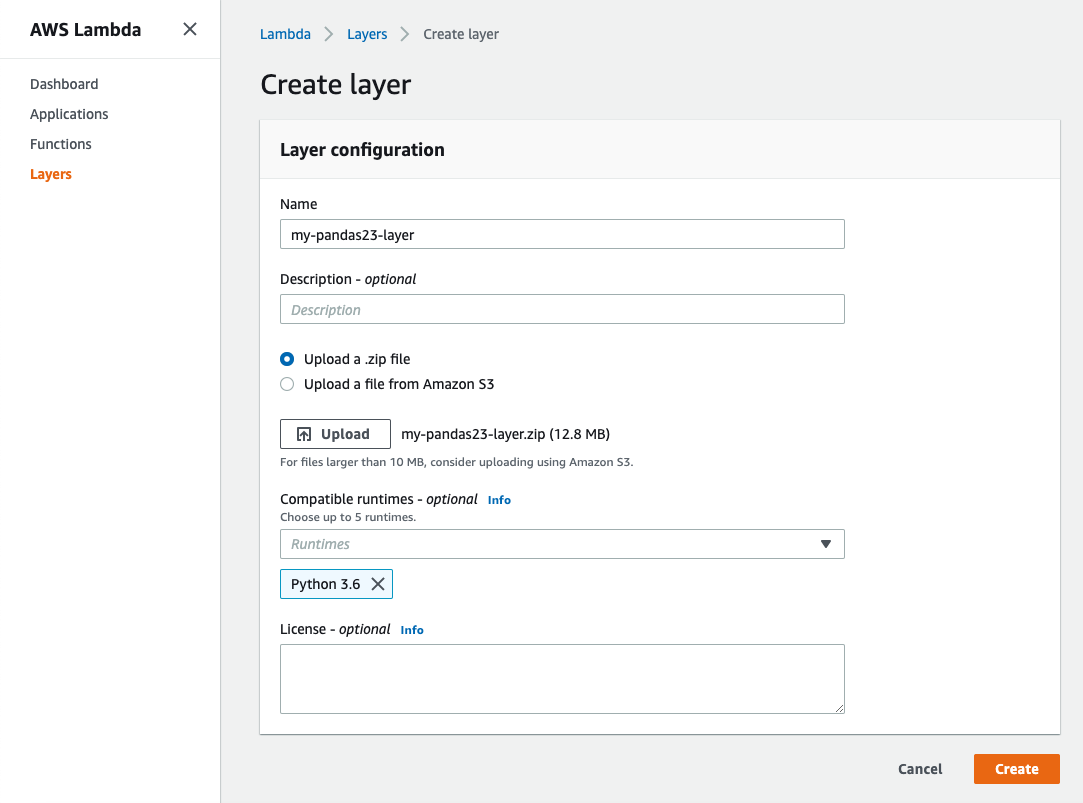 AWS Lambda
Dashboard
Applications
Functions
Layers
Lambda Layers Create layer
Create layer
Layer configuration
Name
my-pandas23-layer
Description - optional
Description
Upload a .zip file
Upload a file from Amazon S3
Upload my-pandas23-layer.zip (12.8 MB)
For files larger than 10 MB, consider uploading using Amazon S3.
Compatible runtimes - optional Info
Choose up to 5 runtimes.
Runtimes
Python 3.6
License - optional Info
Cancel Create